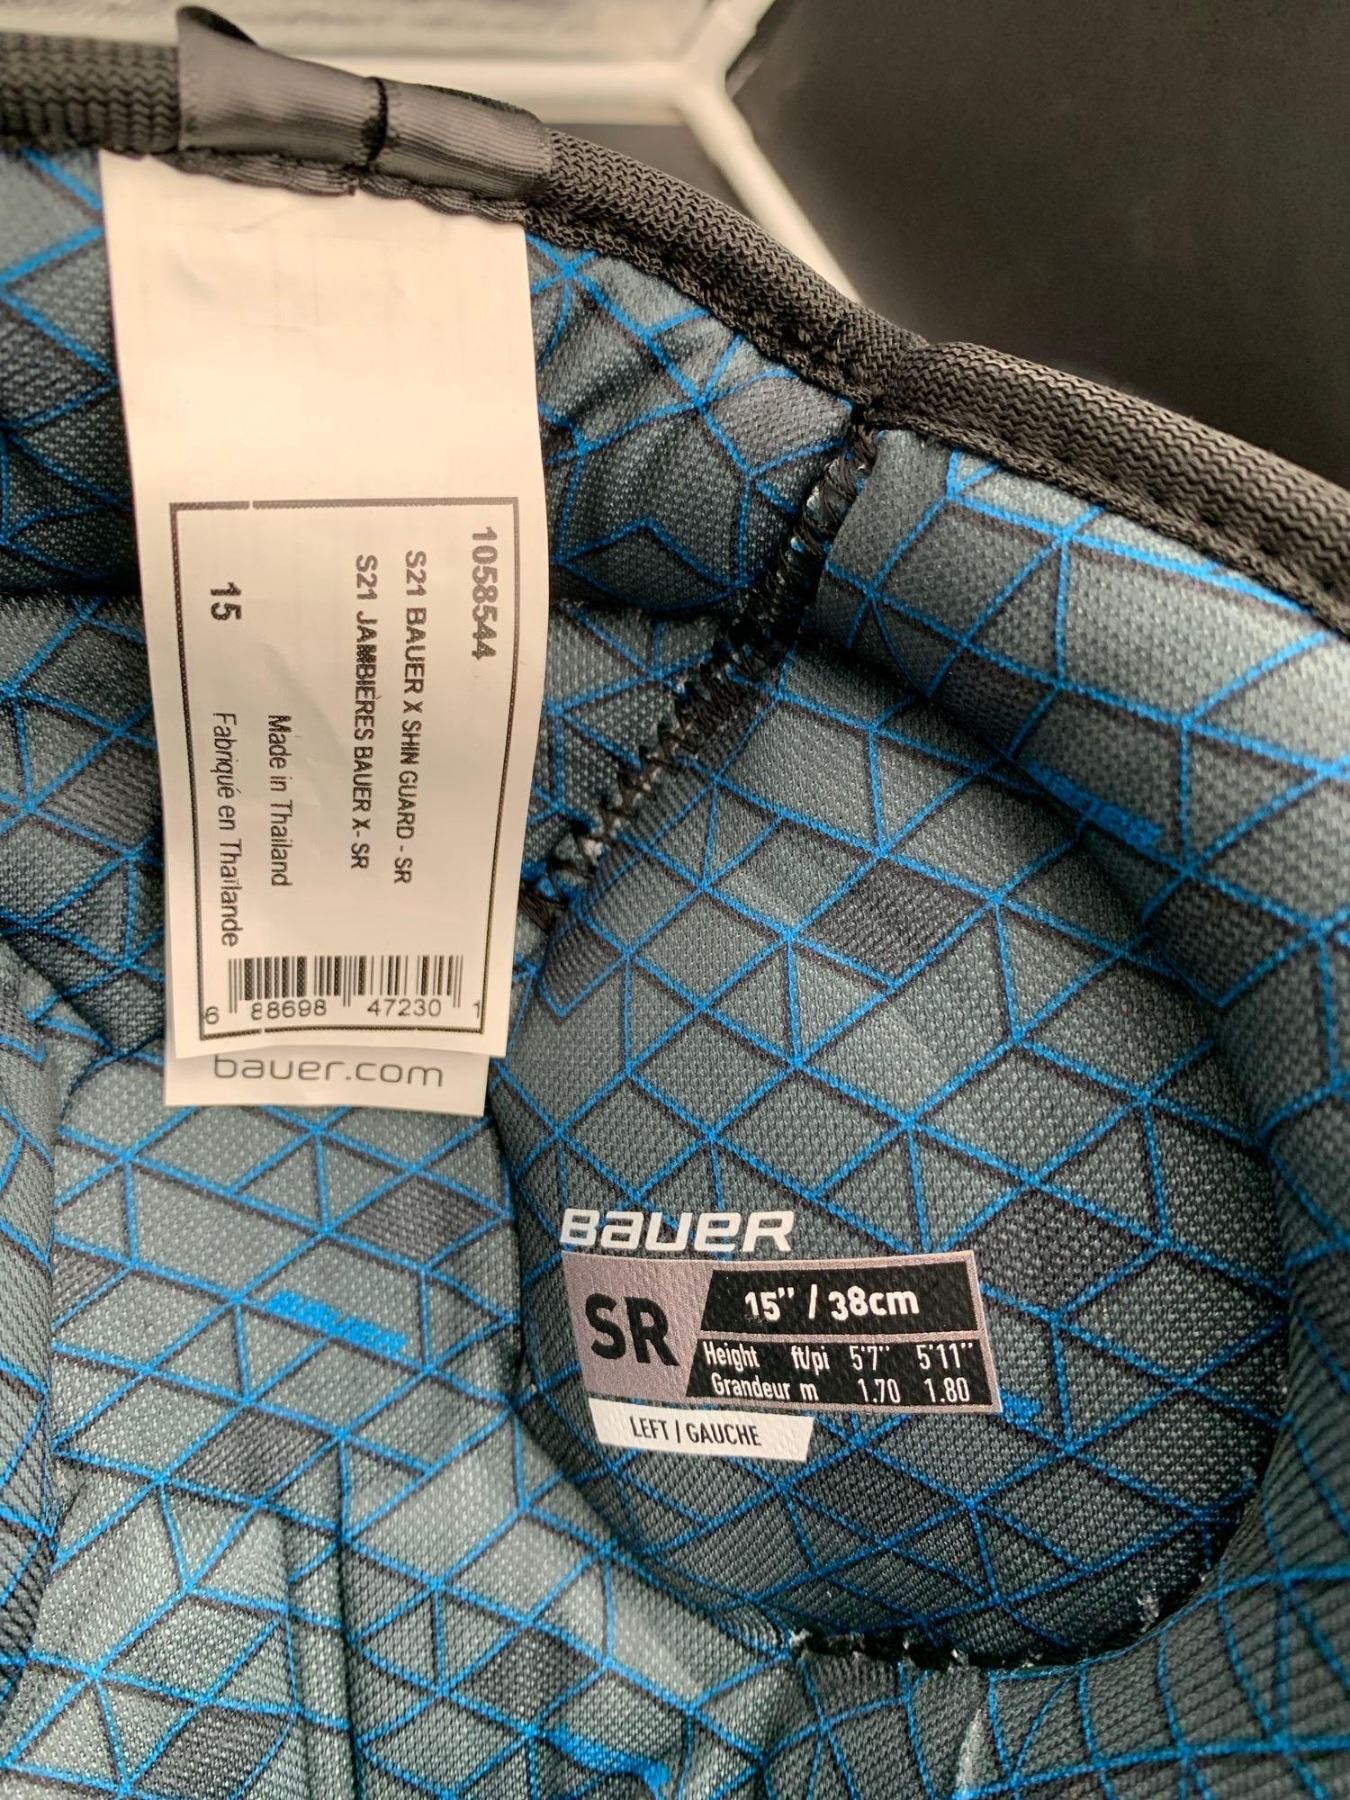 1058544
S21 BAUER X SHIN GUARD - SR
S21 JAMBIÈRES BAUER X- SR
Made in Thailand
15 Fabriqué en Thaïlande
6 88698 47230 1
bauer.com
BAUER
SR
15" / 38cm
Height ft/pi 5'7" 5'11"
Grandeur m 1.70 1.80
LEFT / GAUCHE